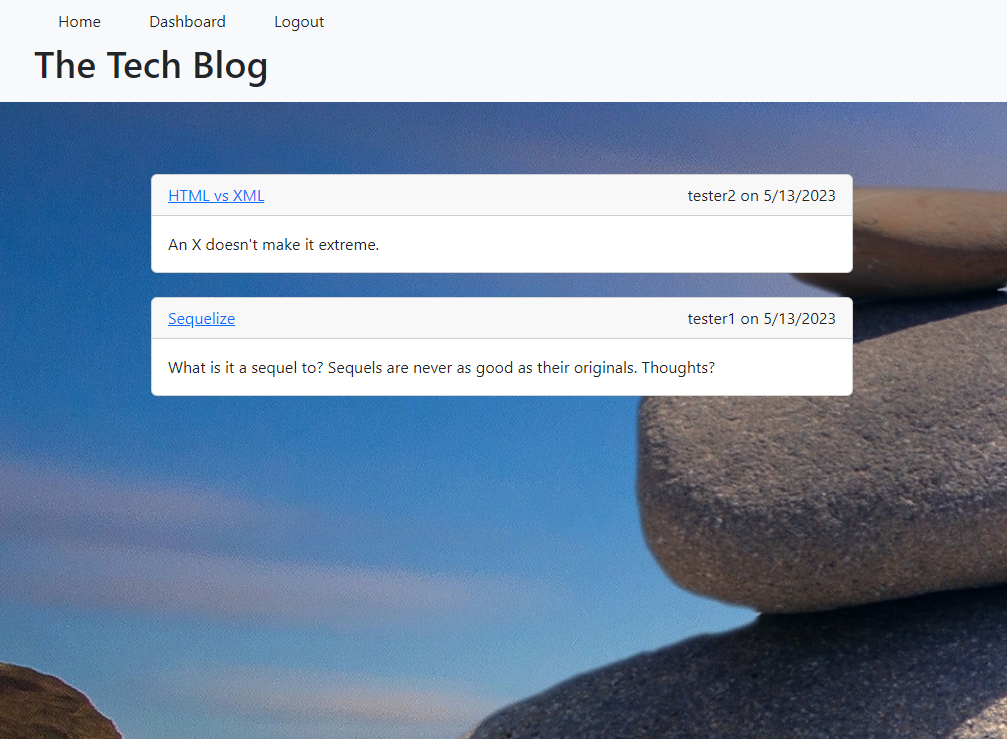 Home Dashboard Logout
The Tech Blog
HTML vs XML tester2 on 5/13/2023
An X doesn't make it extreme.
Sequelize tester1 on 5/13/2023
What is it a sequel to? Sequels are never as good as their originals. Thoughts?